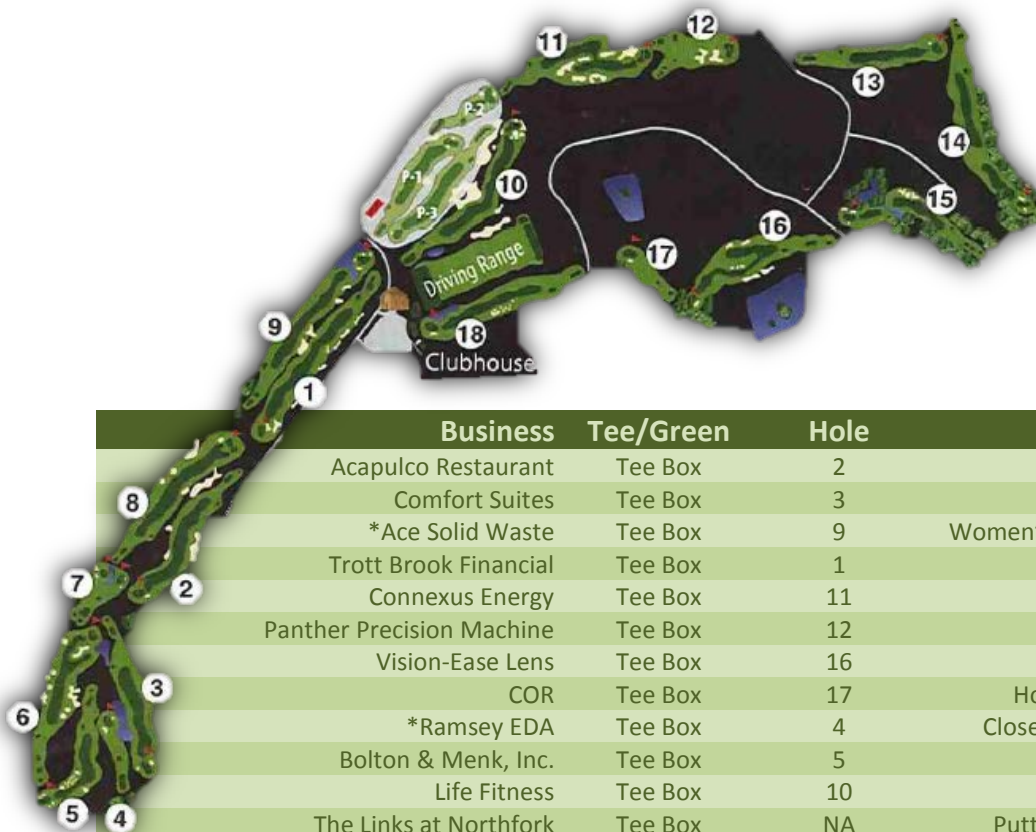 12
11
13
P-2
14
P-1
10
15
P-3
16
Driving Range
17
9
18
Clubhouse
1
Business Tee/Green Hole
Acapulco Restaurant Tee Box 2
8
Comfort Suites Tee Box 3
*Ace Solid Waste Tee Box 9
7
Trott Brook Financial Tee Box 1
2
Connexus Energy Tee Box 11
Panther Precision Machine Tee Box 12
Vision-Ease Lens Tee Box 16
3
COR Tee Box 17
6
*Ramsey EDA Tee Box 4
Bolton & Menk, Inc. Tee Box 5
Life Fitness Tee Box 10
5
4
The Links at Northfork Tee Box NA